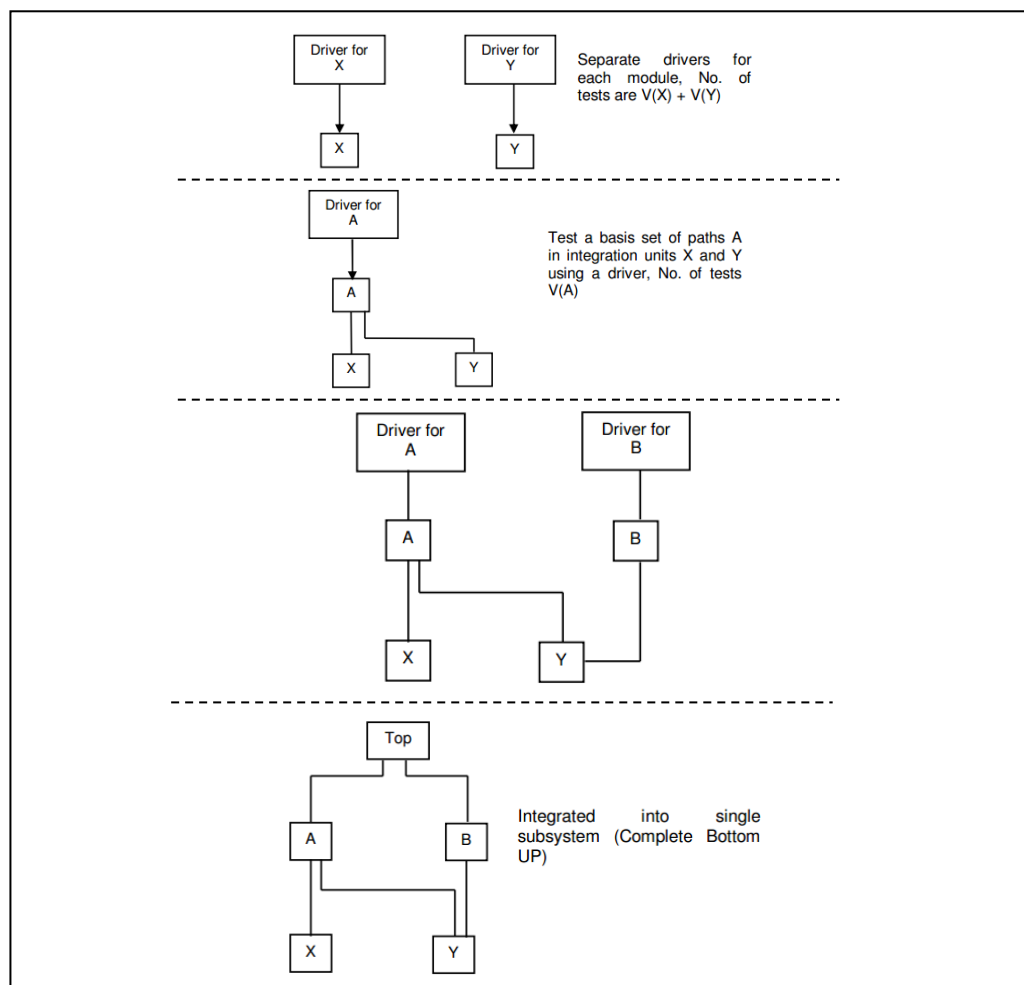 Driver for
X
Driver for
Y
Separate drivers for
each module, No. of
tests are V(X) + V(Y)
X
Y
Driver for
A
Test a basis set of paths A
in integration units X and Y
using a driver, No. of tests
V(A)
A
X
Y
Driver for
A
Driver for
B
A
B
X
Y
Top
Integrated into single
subsystem (Complete Bottom
UP)
A
B
X
Y